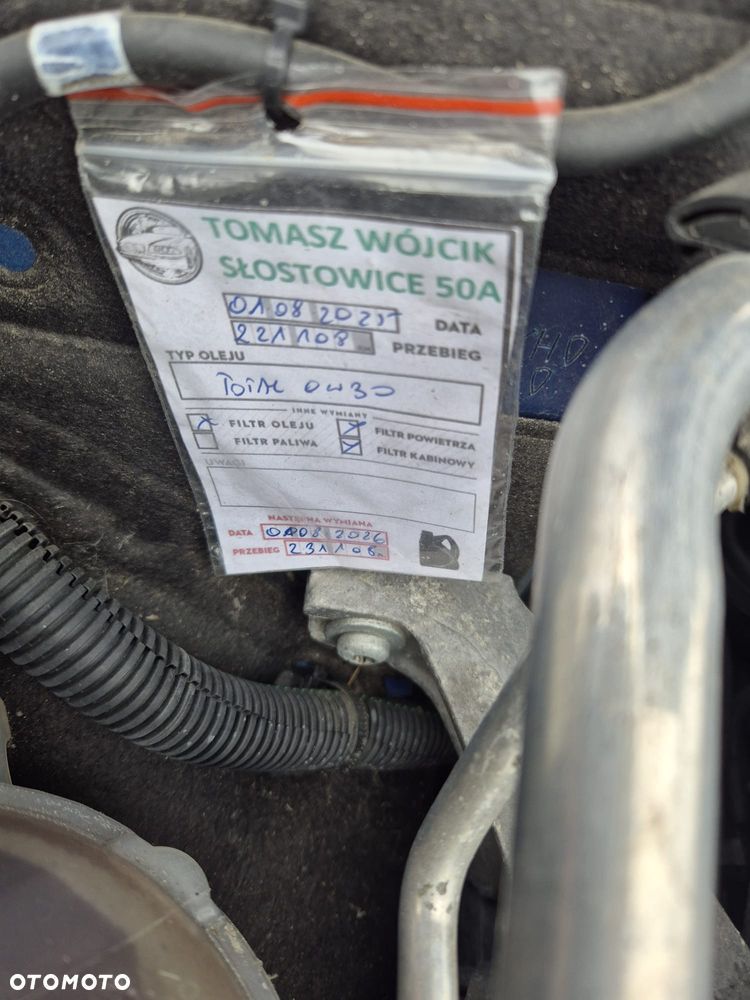 TOMASZ WÓJCIK
SŁOSTOWICE 50A
01 08 2025 DATA
221108 PRZEBIEG
TYP OLEJU
TOTAL 0W30
INNE WYMIANY
FILTR OLEJU FILTR POWIETRZA
FILTR PALIWA FILTR KABINOWY
UWAGI
NASTĘPNA WYMIANA
DATA 01 08 2026
PRZEBIEG 231108
OTOMOTO